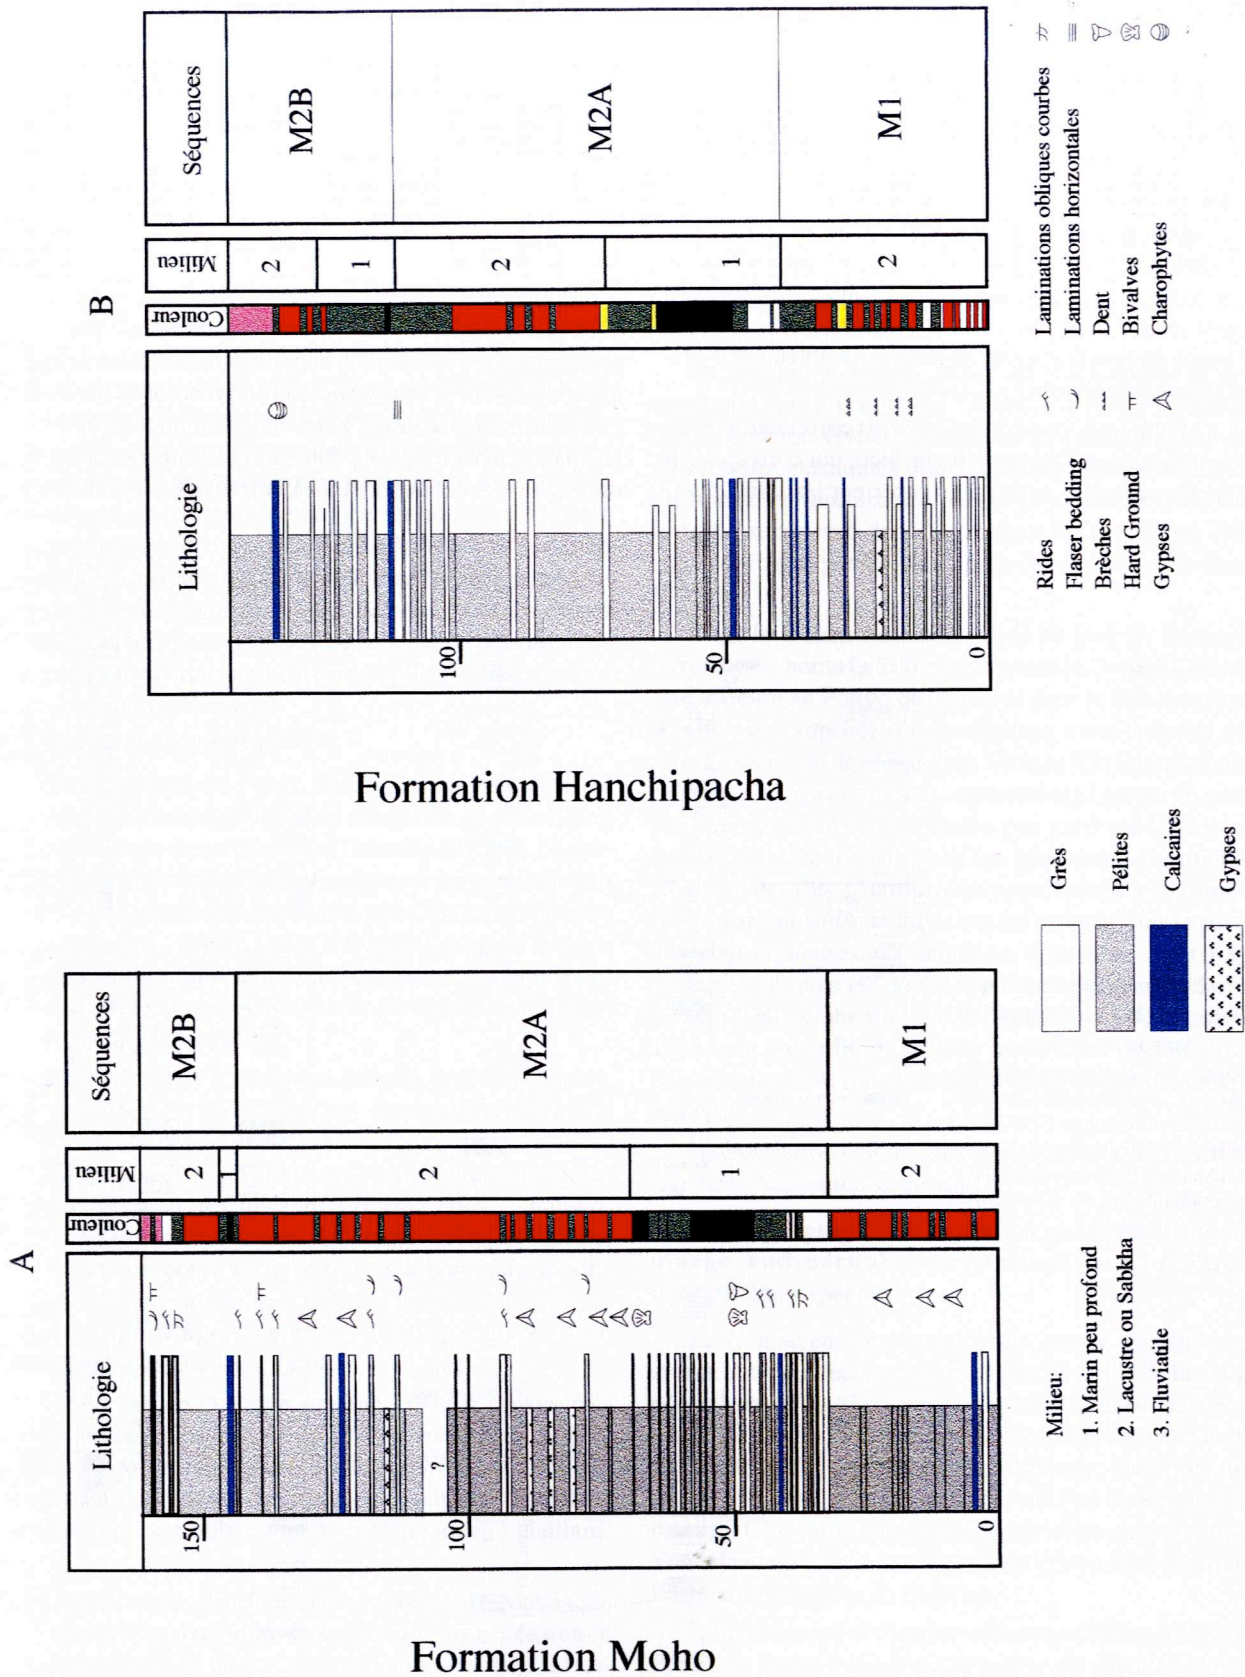 A
Formation Moho
Lithologie
Couleur
Milieu
Séquences
150
100
50
0
?
2
1
2
1
2
M2B
M2A
M1
B
Formation Hanchipacha
Lithologie
Couleur
Milieu
Séquences
100
50
0
2
1
2
1
2
M2B
M2A
M1
Milieu:
1. Marin peu profond
2. Lacustre ou Sabkha
3. Fluviatile
Grès
Pélites
Calcaires
Gypses
Rides
Flaser bedding
Brèches
Hard Ground
Gypses
Laminations obliques courbes
Laminations horizontales
Dent
Bivalves
Charophytes